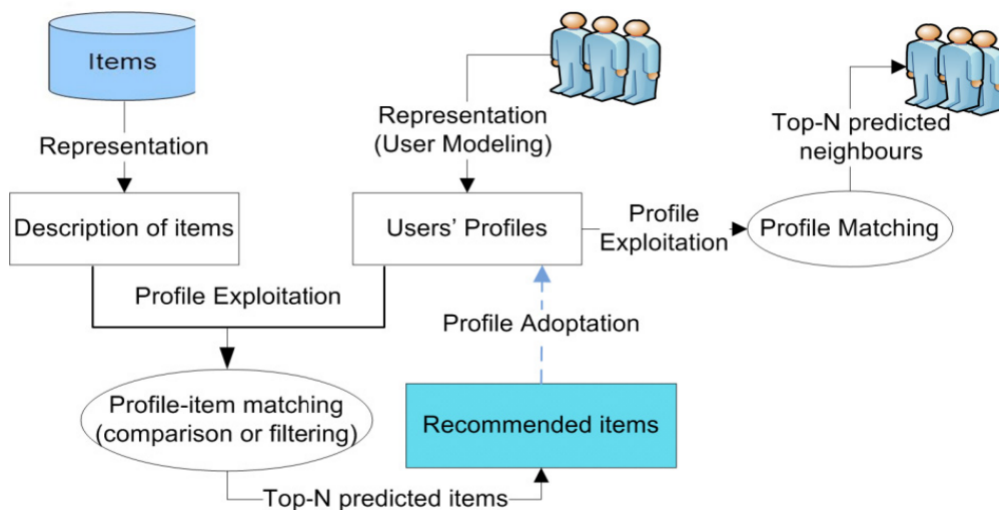 Items
Representation
Description of items
Representation
(User Modeling)
Users' Profiles
Profile
Exploitation
Profile Matching
Top-N predicted
neighbours
Profile Exploitation
Profile-item matching
(comparison or filtering)
Top-N predicted items
Recommended items
Profile Adoptation